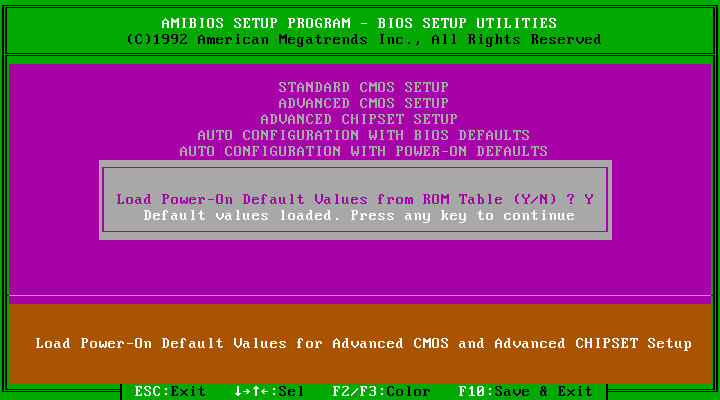 AMIBIOS SETUP PROGRAM - BIOS SETUP UTILITIES
(C)1992 American Megatrends Inc., All Rights Reserved
STANDARD CMOS SETUP
ADVANCED CMOS SETUP
ADVANCED CHIPSET SETUP
AUTO CONFIGURATION WITH BIOS DEFAULTS
AUTO CONFIGURATION WITH POWER-ON DEFAULTS
Load Power-On Default Values from ROM Table (Y/N) ? Y
Default values loaded. Press any key to continue
Load Power-On Default Values for Advanced CMOS and Advanced CHIPSET Setup
ESC:Exit ↓→↑←:Sel F2/F3:Color F10:Save & Exit